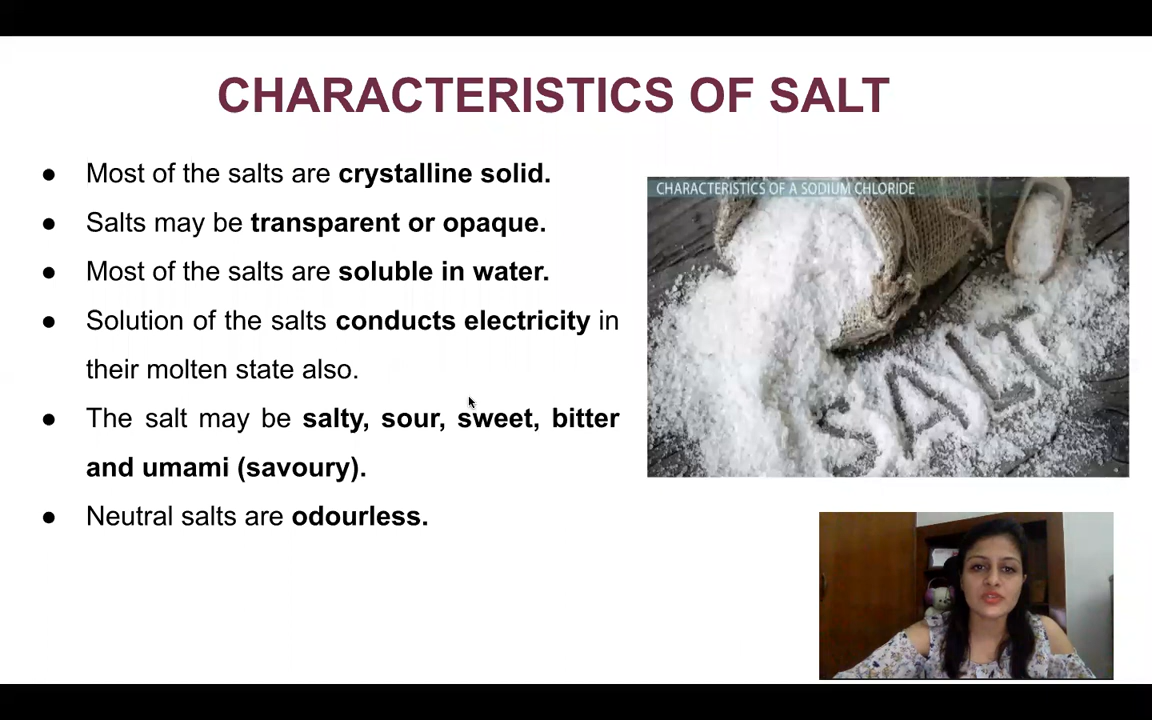 CHARACTERISTICS OF SALT
● Most of the salts are crystalline solid.
● Salts may be transparent or opaque.
● Most of the salts are soluble in water.
● Solution of the salts conducts electricity in
their molten state also.
● The salt may be salty, sour, sweet, bitter
and umami (savoury).
● Neutral salts are odourless.
CHARACTERISTICS OF A SODIUM CHLORIDE
SALT